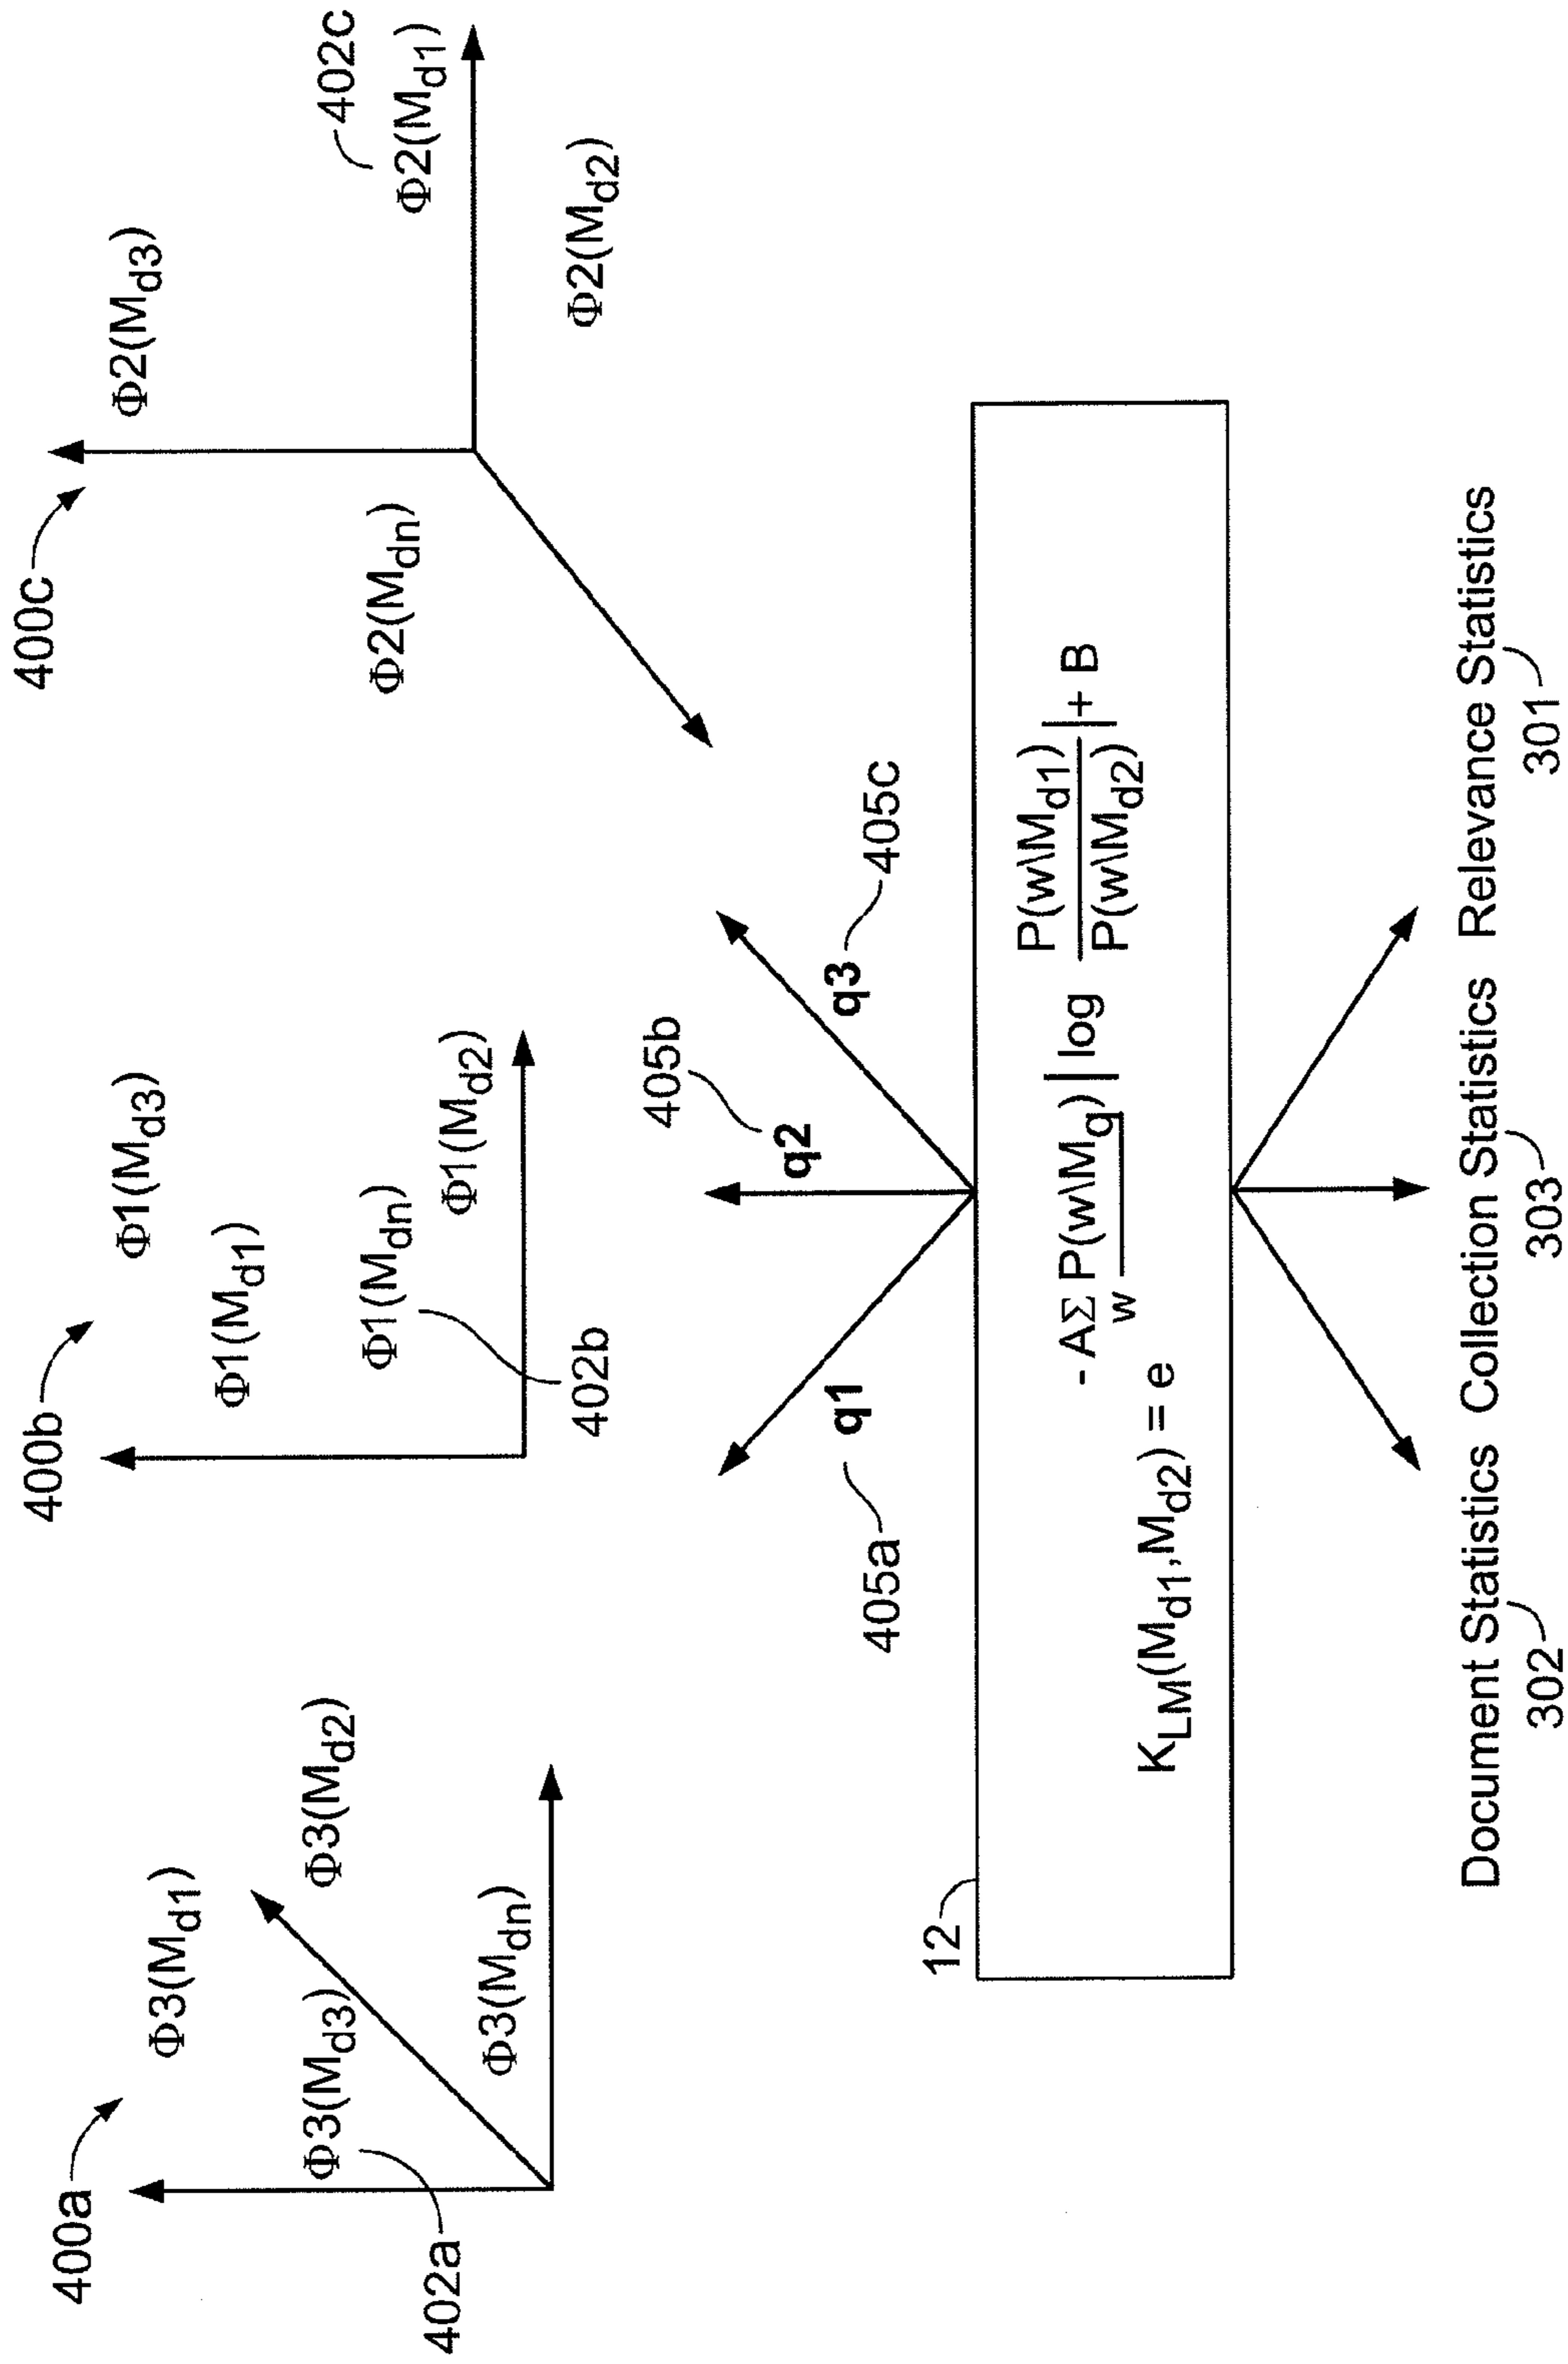 400a
400b
400c
Φ3(Md1)
Φ3(Md2)
Φ3(Md3)
Φ3(Mdn)
402a
Φ1(Md3)
Φ1(Md1)
Φ1(Mdn)
Φ1(Md2)
402b
Φ2(Md3)
Φ2(Mdn)
402c
Φ2(Md1)
Φ2(Md2)
405a
q1
405b
q2
q3
405c
12
KLM(Md1,Md2) = e
- AΣ P(w\Mq) | log P(w\Md1) | + B
w
P(w\Md2)
Document Statistics Collection Statistics Relevance Statistics
302
303
301